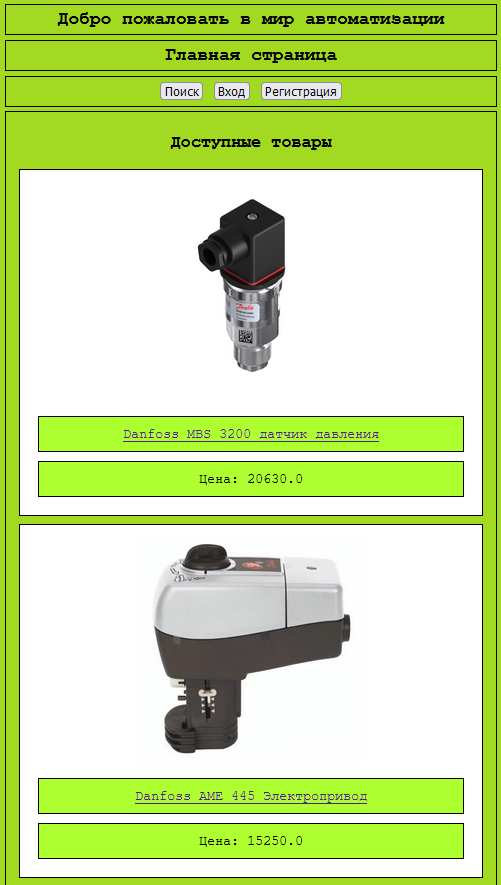 Добро пожаловать в мир автоматизации
Главная страница
Поиск Вход Регистрация
Доступные товары
Danfoss
Danfoss MBS 3200 датчик давления
Цена: 20630.0
Danfoss AME 445 Электропривод
Цена: 15250.0